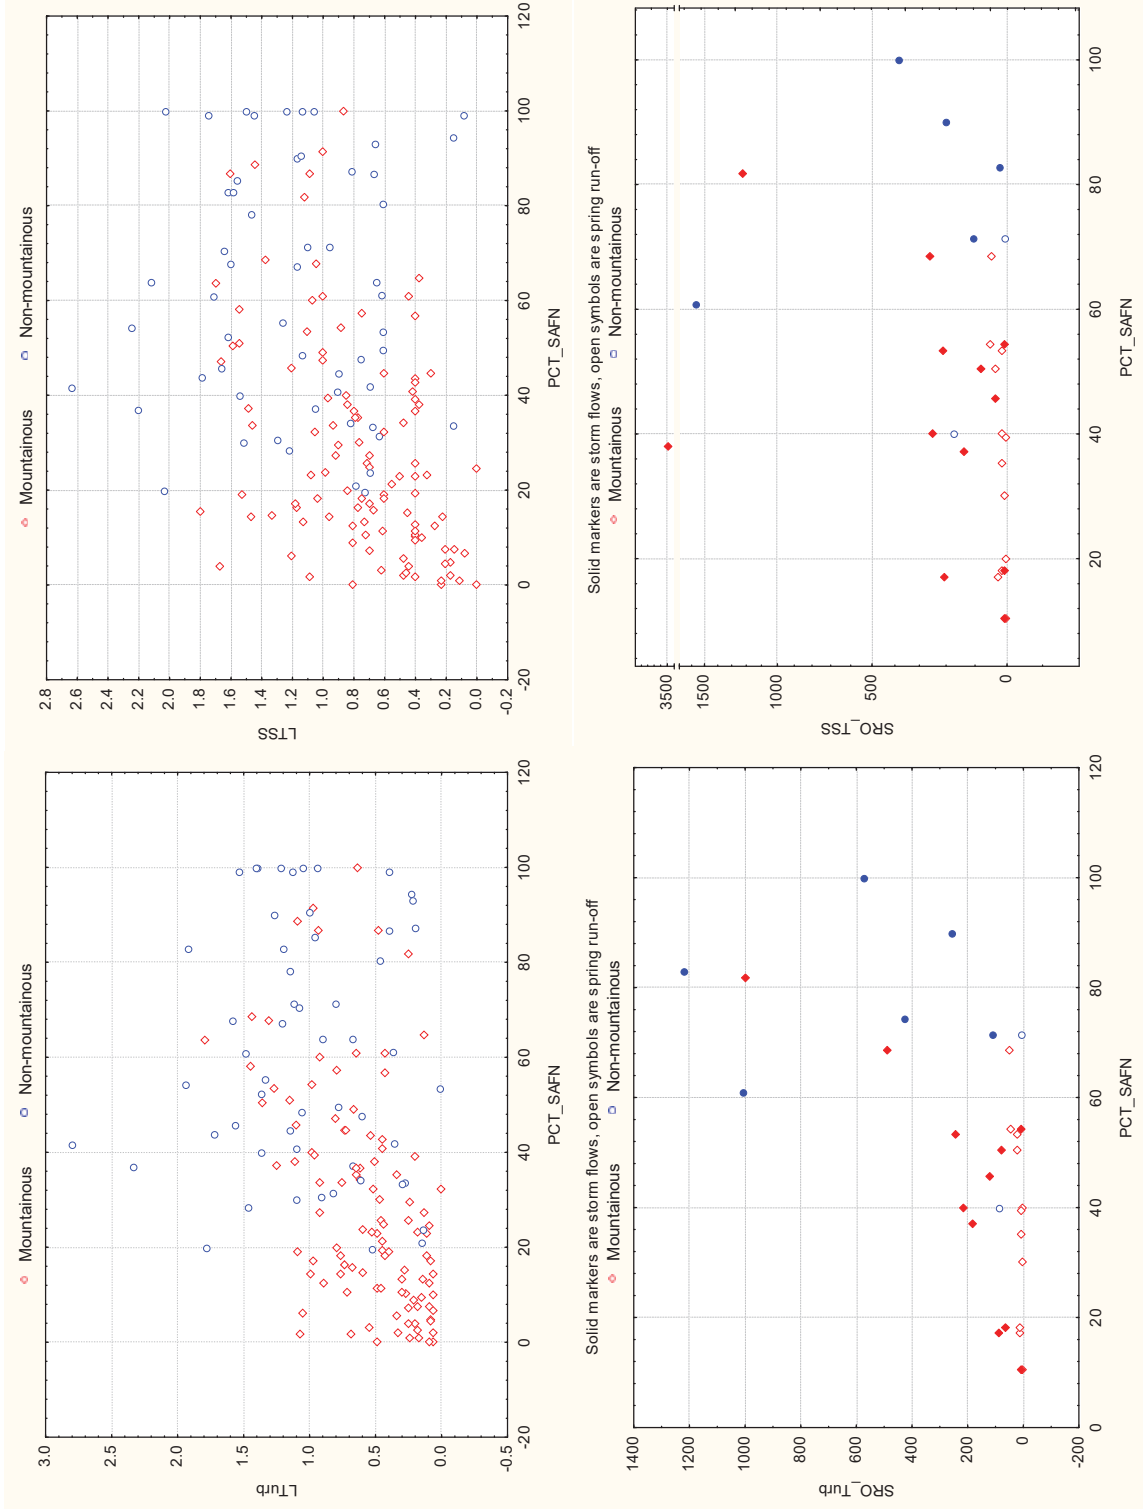 Mountainous Non-mountainous
LTurb
3.0
2.5
2.0
1.5
1.0
0.5
0.0
-0.5
-20 0 20 40 60 80 100 120
PCT_SAFN
Mountainous Non-mountainous
LTSS
2.8
2.6
2.4
2.2
2.0
1.8
1.6
1.4
1.2
1.0
0.8
0.6
0.4
0.2
0.0
-0.2
-20 0 20 40 60 80 100 120
PCT_SAFN
Solid markers are storm flows, open symbols are spring run-off
Mountainous Non-mountainous
SRO_Turb
1400
1200
1000
800
600
400
200
0
-200
0 20 40 60 80 100 120
PCT_SAFN
Solid markers are storm flows, open symbols are spring run-off
Mountainous Non-mountainous
SRO_TSS
3500
1500
1000
500
0
20 40 60 80 100
PCT_SAFN